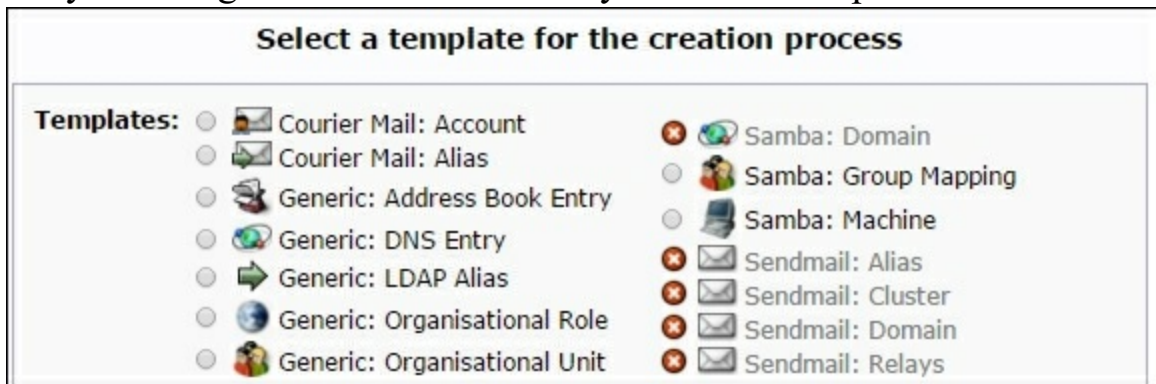 Select a template for the creation process
Templates:
Courier Mail: Account
Courier Mail: Alias
Generic: Address Book Entry
Generic: DNS Entry
Generic: LDAP Alias
Generic: Organisational Role
Generic: Organisational Unit
Samba: Domain
Samba: Group Mapping
Samba: Machine
Sendmail: Alias
Sendmail: Cluster
Sendmail: Domain
Sendmail: Relays